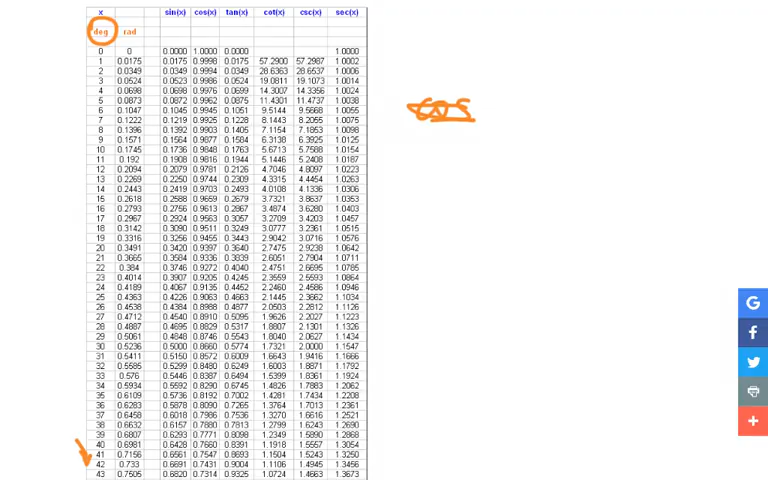 x sin(x) cos(x) tan(x) cot(x) csc(x) sec(x)
deg rad
0 0 0.0000 1.0000 0.0000 1.0000
1 0.0175 0.0175 0.9998 0.0175 57.2900 57.2987 1.0002
2 0.0349 0.0349 0.9994 0.0349 28.6363 28.6537 1.0006
3 0.0524 0.0523 0.9986 0.0524 19.0811 19.1073 1.0014
4 0.0698 0.0698 0.9976 0.0699 14.3007 14.3356 1.0024
5 0.0873 0.0872 0.9962 0.0875 11.4301 11.4737 1.0038
6 0.1047 0.1045 0.9945 0.1051 9.5144 9.5668 1.0055
7 0.1222 0.1219 0.9925 0.1228 8.1443 8.2055 1.0075
8 0.1396 0.1392 0.9903 0.1405 7.1154 7.1853 1.0098
9 0.1571 0.1564 0.9877 0.1584 6.3138 6.3925 1.0125
10 0.1745 0.1736 0.9848 0.1763 5.6713 5.7588 1.0154
11 0.192 0.1908 0.9816 0.1944 5.1446 5.2408 1.0187
12 0.2094 0.2079 0.9781 0.2126 4.7046 4.8097 1.0223
13 0.2269 0.2250 0.9744 0.2309 4.3315 4.4454 1.0263
14 0.2443 0.2419 0.9703 0.2493 4.0108 4.1336 1.0306
15 0.2618 0.2588 0.9659 0.2679 3.7321 3.8637 1.0353
16 0.2793 0.2756 0.9613 0.2867 3.4874 3.6280 1.0403
17 0.2967 0.2924 0.9563 0.3057 3.2709 3.4203 1.0457
18 0.3142 0.3090 0.9511 0.3249 3.0777 3.2361 1.0515
19 0.3316 0.3256 0.9455 0.3443 2.9042 3.0716 1.0576
20 0.3491 0.3420 0.9397 0.3640 2.7475 2.9238 1.0642
21 0.3665 0.3584 0.9336 0.3839 2.6051 2.7904 1.0711
22 0.384 0.3746 0.9272 0.4040 2.4751 2.6695 1.0785
23 0.4014 0.3907 0.9205 0.4245 2.3559 2.5593 1.0864
24 0.4189 0.4067 0.9135 0.4452 2.2460 2.4586 1.0946
25 0.4363 0.4226 0.9063 0.4663 2.1445 2.3662 1.1034
26 0.4538 0.4384 0.8988 0.4877 2.0503 2.2812 1.1126
27 0.4712 0.4540 0.8910 0.5095 1.9626 2.2027 1.1223
28 0.4887 0.4695 0.8829 0.5317 1.8807 2.1301 1.1326
29 0.5061 0.4848 0.8746 0.5543 1.8040 2.0627 1.1434
30 0.5236 0.5000 0.8660 0.5774 1.7321 2.0000 1.1547
31 0.5411 0.5150 0.8572 0.6009 1.6643 1.9416 1.1666
32 0.5585 0.5299 0.8480 0.6249 1.6003 1.8871 1.1792
33 0.576 0.5446 0.8387 0.6494 1.5399 1.8361 1.1924
34 0.5934 0.5592 0.8290 0.6745 1.4826 1.7883 1.2062
35 0.6109 0.5736 0.8192 0.7002 1.4281 1.7434 1.2208
36 0.6283 0.5878 0.8090 0.7265 1.3764 1.7013 1.2361
37 0.6458 0.6018 0.7986 0.7536 1.3270 1.6616 1.2521
38 0.6632 0.6157 0.7880 0.7813 1.2799 1.6243 1.2690
39 0.6807 0.6293 0.7771 0.8098 1.2349 1.5890 1.2868
40 0.6981 0.6428 0.7660 0.8391 1.1918 1.5557 1.3054
41 0.7156 0.6561 0.7547 0.8693 1.1504 1.5243 1.3250
42 0.733 0.6691 0.7431 0.9004 1.1106 1.4945 1.3456
43 0.7505 0.6820 0.7314 0.9325 1.0724 1.4663 1.3673